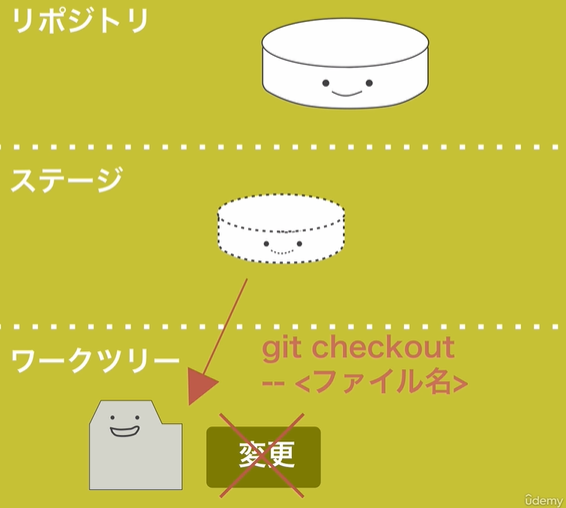 リポジトリ
ステージ
ワークツリー
git checkout
-- <ファイル名>
変更
ûdemy